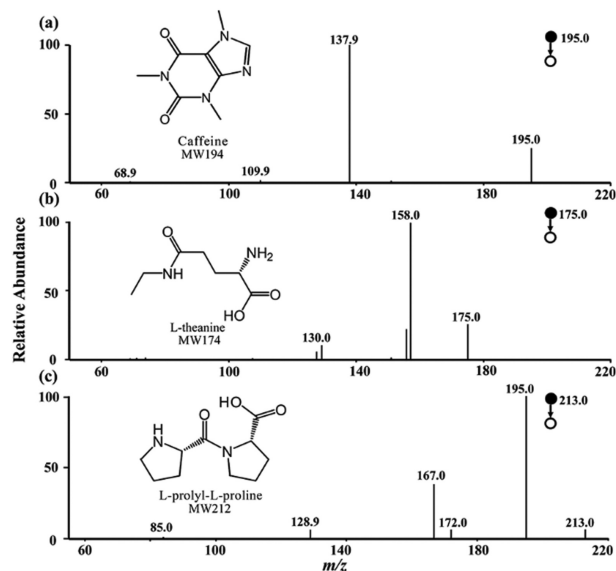 (a)
137.9
195.0
100
50
0
N
N
N
N
O
O
Caffeine
MW194
68.9
109.9
195.0
60
100
140
180
220
(b)
158.0
175.0
100
50
0
O
NH
NH₂
O
HO
L-theanine
MW174
130.0
175.0
60
100
140
180
220
Relative Abundance
(c)
195.0
213.0
100
50
0
H
N
O
N
HO
O
L-prolyl-L-proline
MW212
85.0
128.9
167.0
172.0
213.0
60
100
140
180
220
m/z